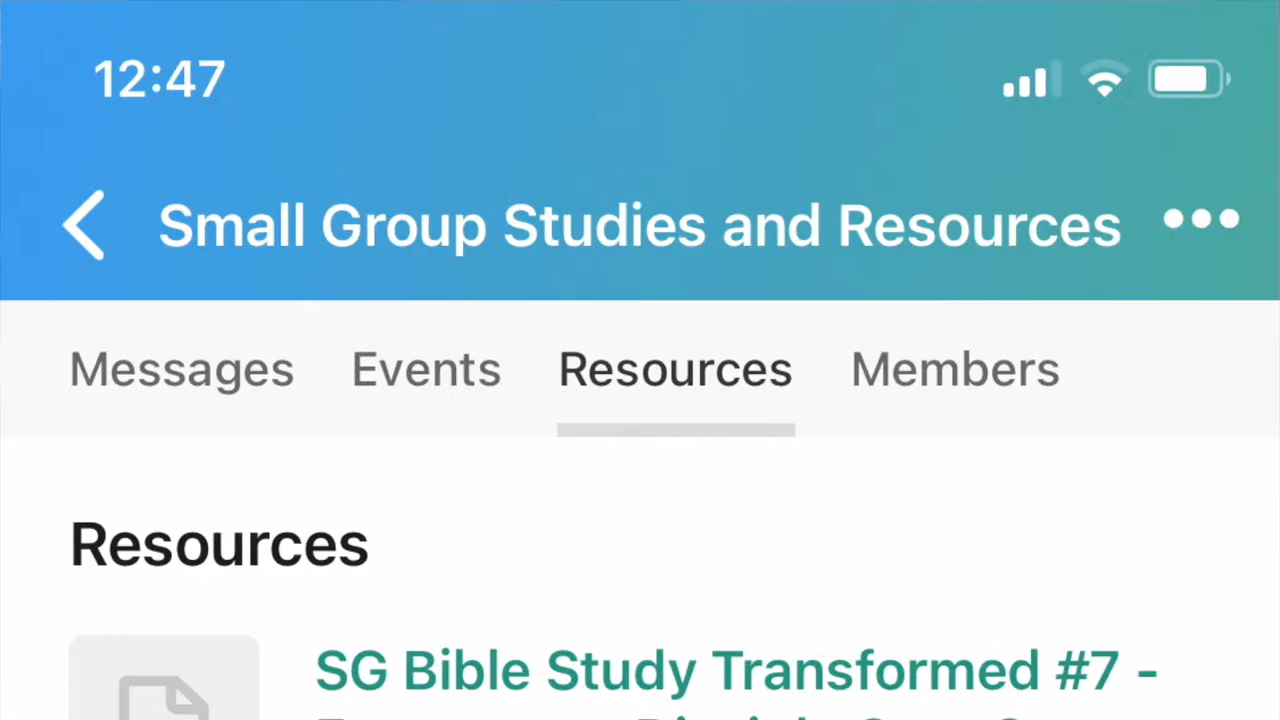 12:47
Small Group Studies and Resources
Messages Events Resources Members
Resources
SG Bible Study Transformed #7 -